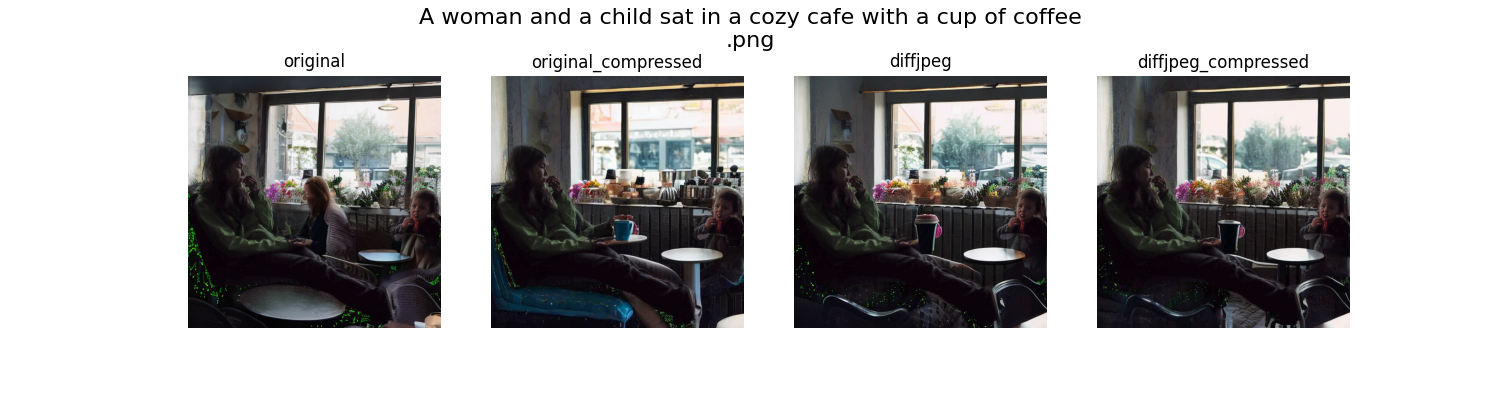 A woman and a child sat in a cozy cafe with a cup of coffee
.png
original
original_compressed
diffjpeg
diffjpeg_compressed